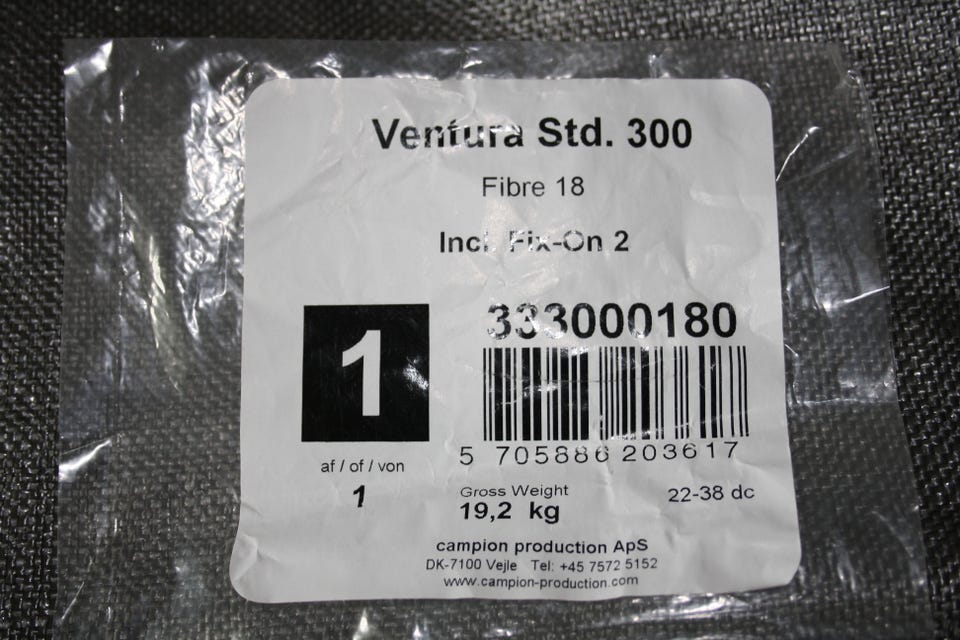 Ventura Std. 300
Fibre 18
Incl. Fix-On 2
1
333000180
5 705886 203617
af / of / von
1
Gross Weight
22-38 dc
19,2 kg
campion production ApS
DK-7100 Vejle Tel: +45 7572 5152
www.campion-production.com